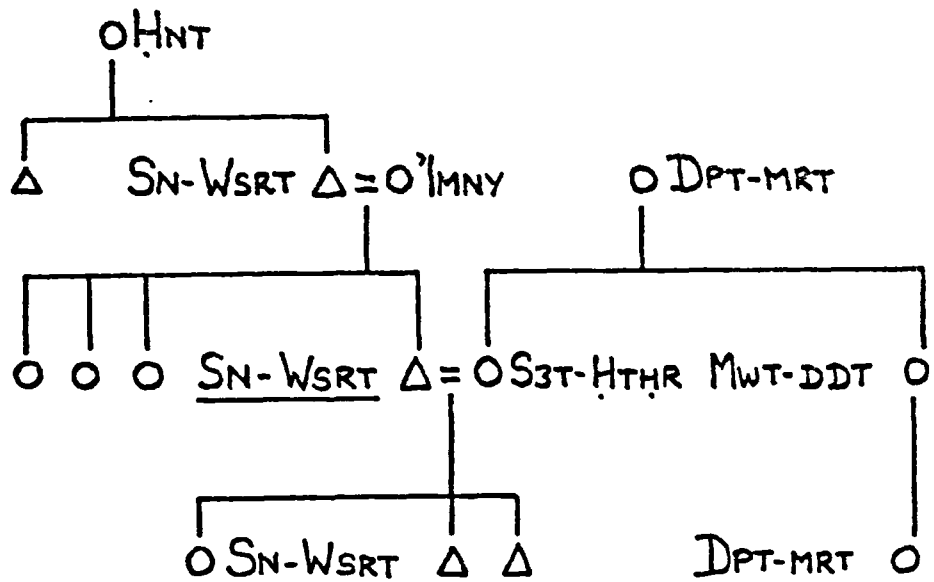 ḤNT
SN-WSRT = 'IMNY DPT-MRT
SN-WSRT = S3T-ḤTḤR MWT-DDT
SN-WSRT DPT-MRT